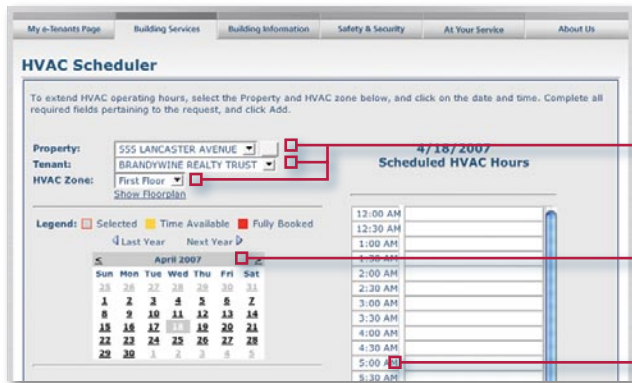 My e-Tenants Page Building Services Building Information Safety & Security At Your Service About Us
HVAC Scheduler
To extend HVAC operating hours, select the Property and HVAC zone below, and click on the date and time. Complete all
required fields pertaining to the request, and click Add.
Property: 555 LANCASTER AVENUE
Tenant: BRANDYWINE REALTY TRUST
HVAC Zone: First Floor
Show Floorplan
4/18/2007
Scheduled HVAC Hours
Legend: Selected Time Available Fully Booked
Last Year Next Year
< April 2007 >
Sun Mon Tue Wed Thu Fri Sat
25 26 27 28 29 30 31
1 2 3 4 5 6 7
8 9 10 11 12 13 14
15 16 17 18 19 20 21
22 23 24 25 26 27 28
29 30 1 2 3 4 5
12:00 AM
12:30 AM
1:00 AM
1:30 AM
2:00 AM
2:30 AM
3:00 AM
3:30 AM
4:00 AM
4:30 AM
5:00 AM
5:30 AM